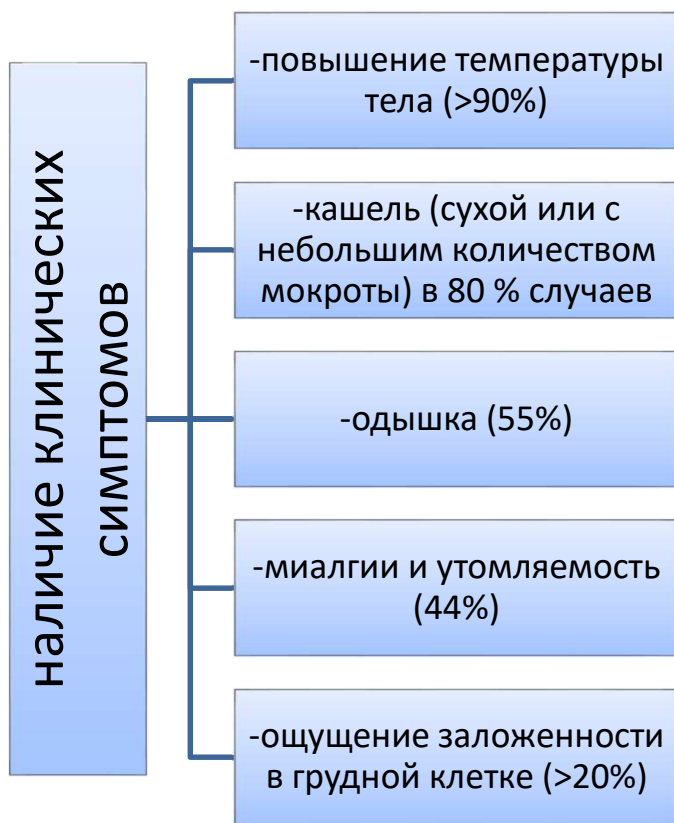 наличие клинических
симптомов
-повышение температуры
тела (>90%)
-кашель (сухой или с
небольшим количеством
мокроты) в 80 % случаев
-одышка (55%)
-миалгии и утомляемость
(44%)
-ощущение заложенности
в грудной клетке (>20%)